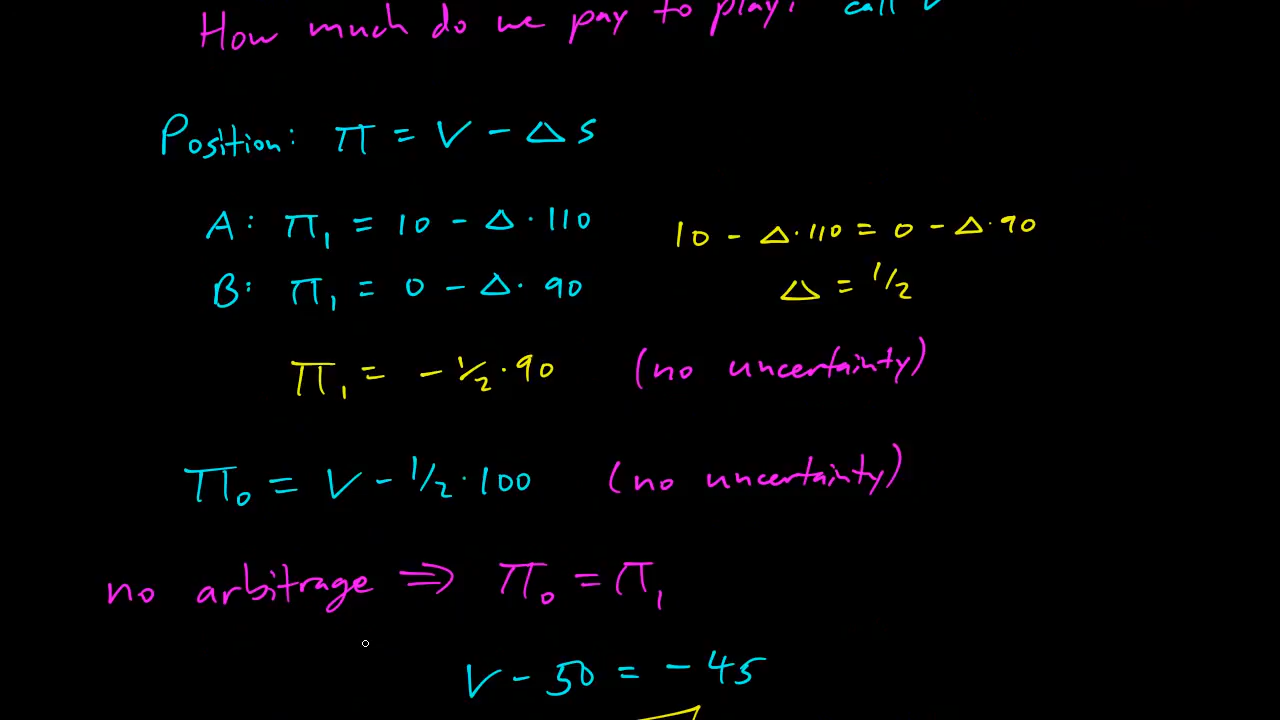 How much do we pay to play? call V
Position: Π = V - Δ S
A: Π₁ = 10 - Δ · 110
10 - Δ · 110 = 0 - Δ · 90
B: Π₁ = 0 - Δ · 90
Δ = 1/2
Π₁ = - 1/2 · 90 (no uncertainty)
Π₀ = V - 1/2 · 100 (no uncertainty)
no arbitrage ⇒ Π₀ = Π₁
V - 50 = - 45